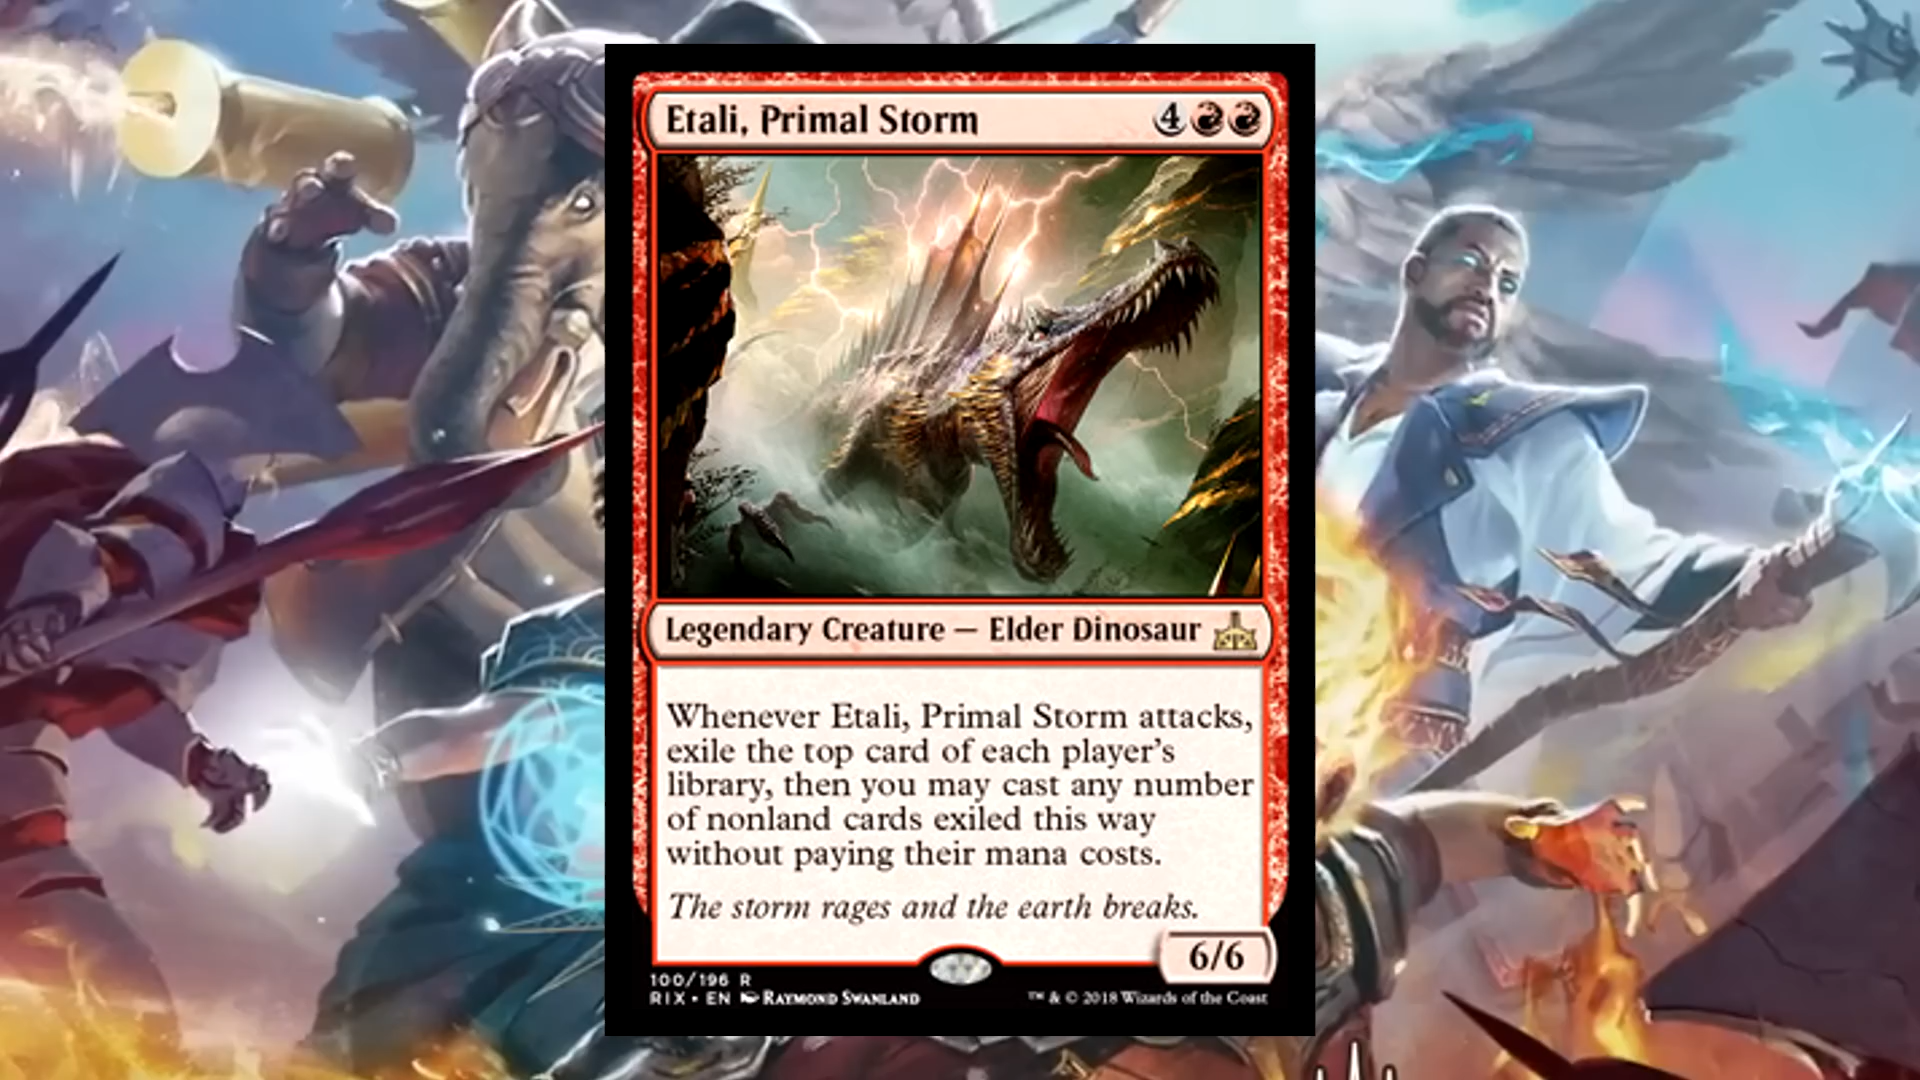 Etali, Primal Storm 4
Legendary Creature — Elder Dinosaur
Whenever Etali, Primal Storm attacks,
exile the top card of each player's
library, then you may cast any number
of nonland cards exiled this way
without paying their mana costs.
The storm rages and the earth breaks.
6/6
100/196 R
RIX • EN Raymond Swanland
™ & © 2018 Wizards of the Coast